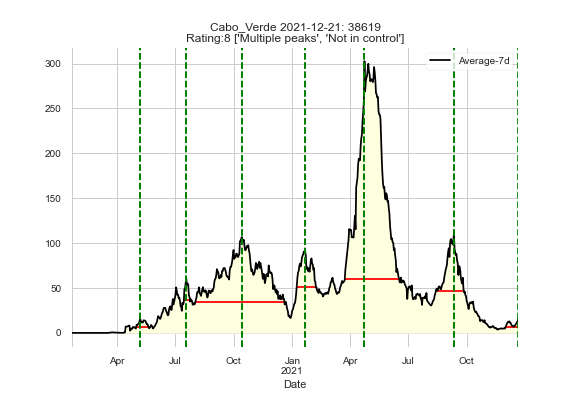 Cabo_Verde 2021-12-21: 38619
Rating:8 ['Multiple peaks', 'Not in control']
Average-7d
300
250
200
150
100
50
0
Apr
Jul
Oct
Jan
2021
Apr
Jul
Oct
Date